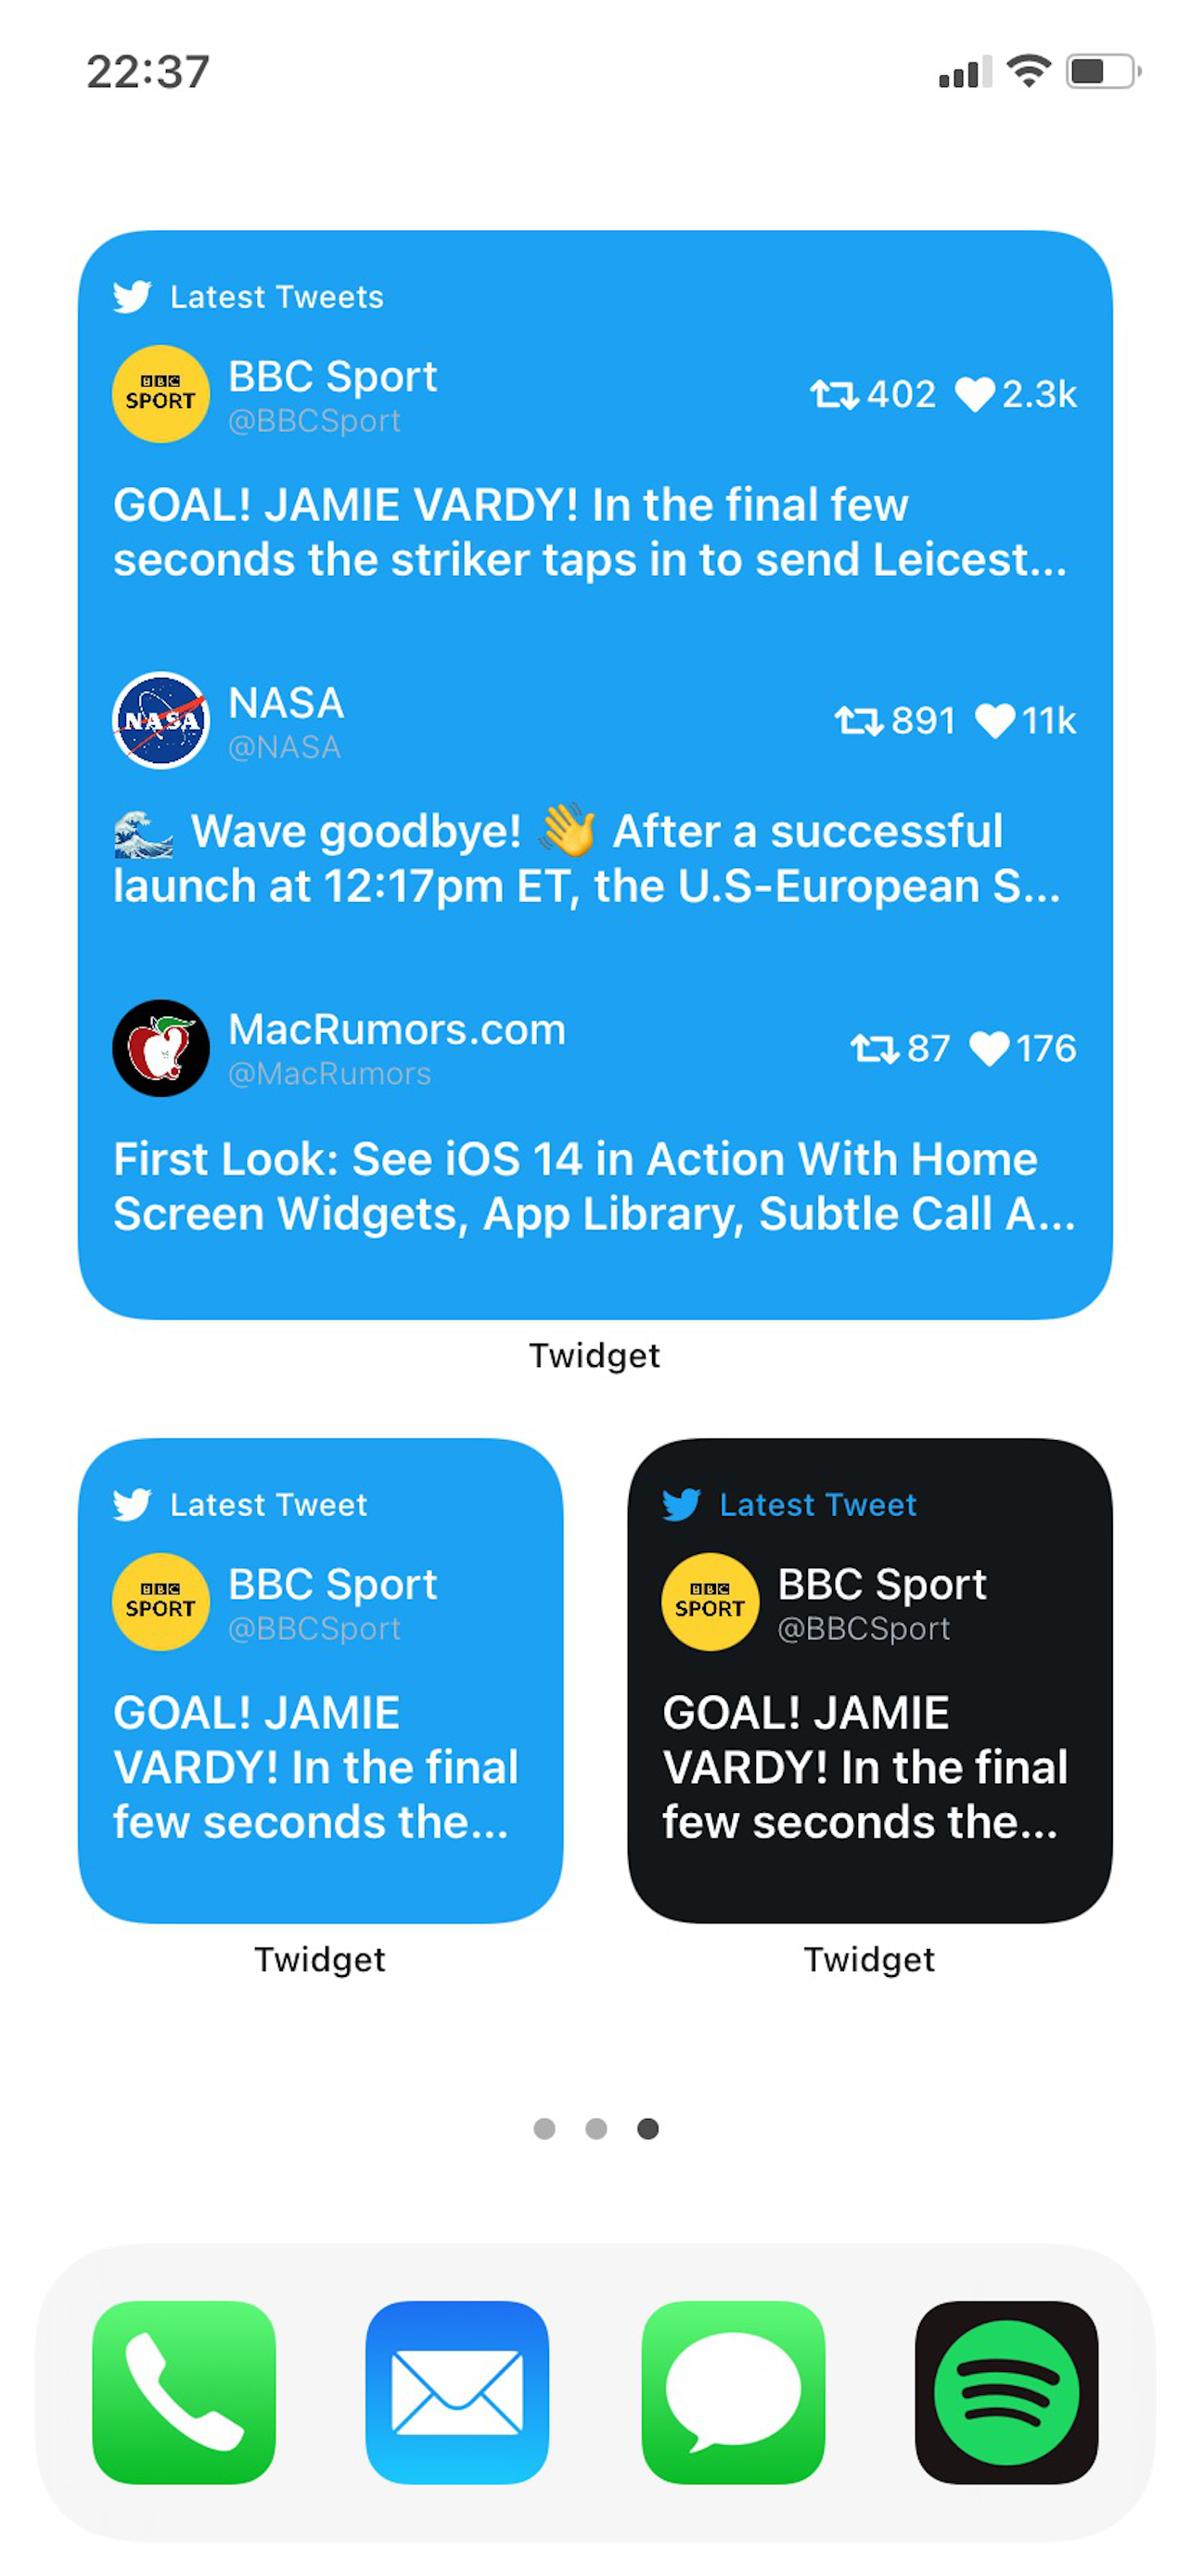 22:37
Latest Tweets
BBC
SPORT
BBC Sport
@BBCSport
402 2.3k
GOAL! JAMIE VARDY! In the final few
seconds the striker taps in to send Leicest...
NASA
NASA
@NASA
891 11k
🌊 Wave goodbye! 👋 After a successful
launch at 12:17pm ET, the U.S-European S...
MacRumors.com
@MacRumors
87 176
First Look: See iOS 14 in Action With Home
Screen Widgets, App Library, Subtle Call A...
Twidget
Latest Tweet
BBC
SPORT
BBC Sport
@BBCSport
GOAL! JAMIE
VARDY! In the final
few seconds the...
Twidget
Latest Tweet
BBC
SPORT
BBC Sport
@BBCSport
GOAL! JAMIE
VARDY! In the final
few seconds the...
Twidget